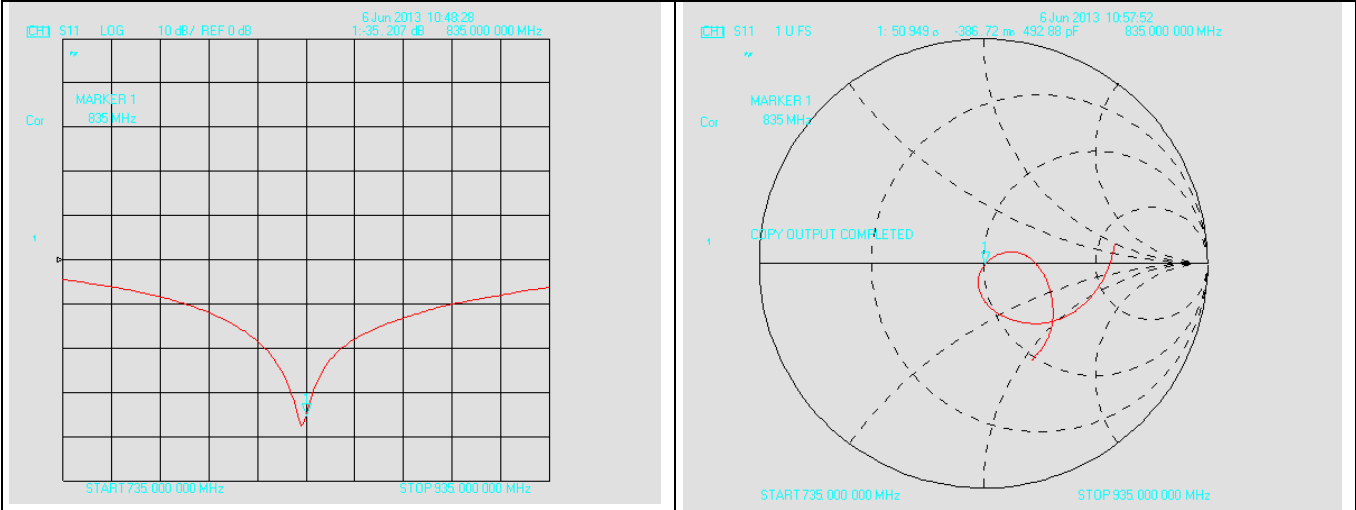 6 Jun 2013 10:48:28
CH1 S11 LOG 10 dB/ REF 0 dB 1:-35.207 dB 835.000 000 MHz
MARKER 1
Cor 835 MHz
1
START 735.000 000 MHz STOP 935.000 000 MHz
6 Jun 2013 10:57:52
CH1 S11 1 U FS 1: 50.949 Ω -386.72 mΩ 492.88 pF 835.000 000 MHz
MARKER 1
Cor 835 MHz
COPY OUTPUT COMPLETED
1
START 735.000 000 MHz STOP 935.000 000 MHz